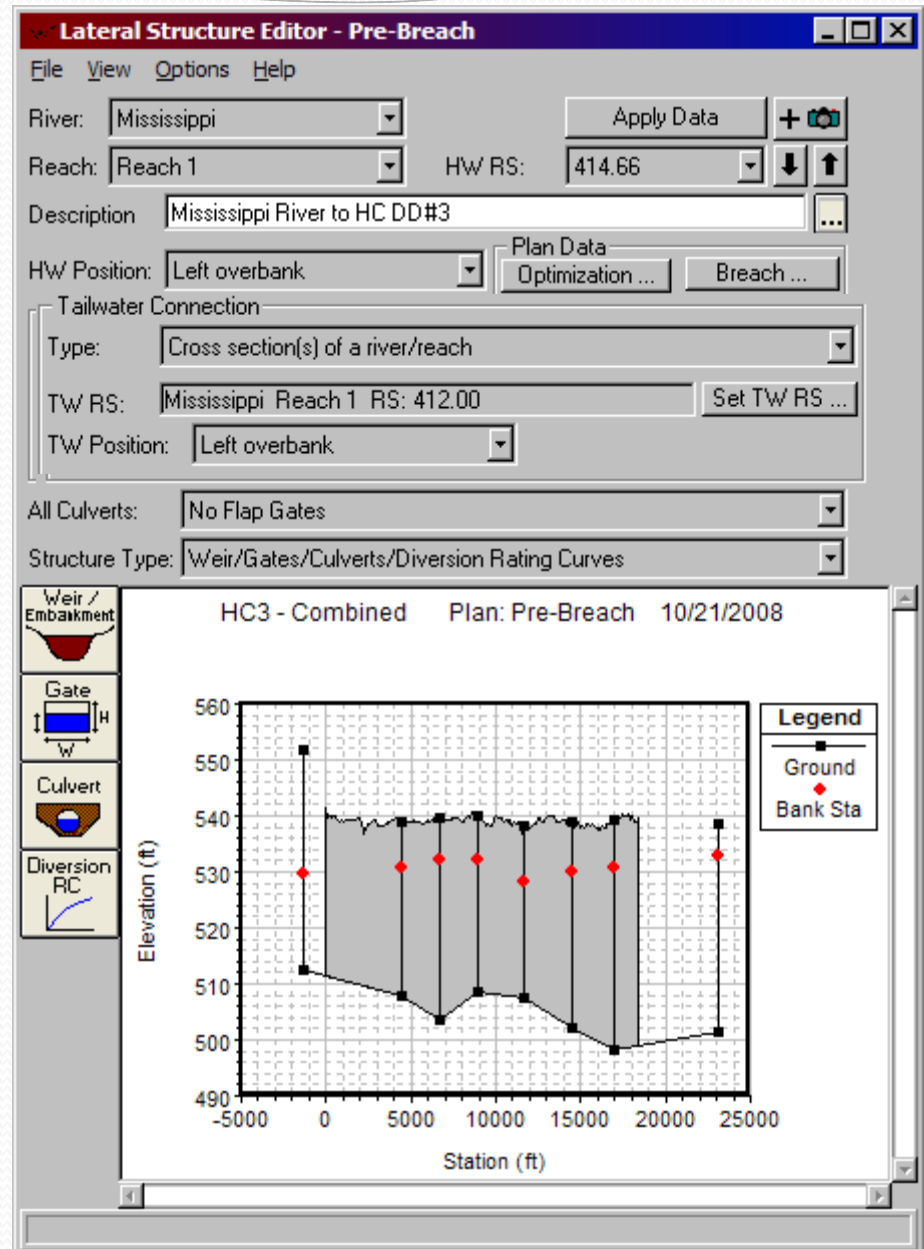 Lateral Structure Editor - Pre-Breach
File View Options Help
River: Mississippi Apply Data +
Reach: Reach 1 HW RS: 414.66
Description Mississippi River to HC DD#3 ...
Plan Data
HW Position: Left overbank Optimization ... Breach ...
Tailwater Connection
Type: Cross section(s) of a river/reach
TW RS: Mississippi Reach 1 RS: 412.00 Set TW RS ...
TW Position: Left overbank
All Culverts: No Flap Gates
Structure Type: Weir/Gates/Culverts/Diversion Rating Curves
Weir /
Embankment
Gate
H
W
Culvert
Diversion
RC
HC3 - Combined Plan: Pre-Breach 10/21/2008
Legend
Ground
Bank Sta
Elevation (ft)
560
550
540
530
520
510
500
490
-5000 0 5000 10000 15000 20000 25000
Station (ft)